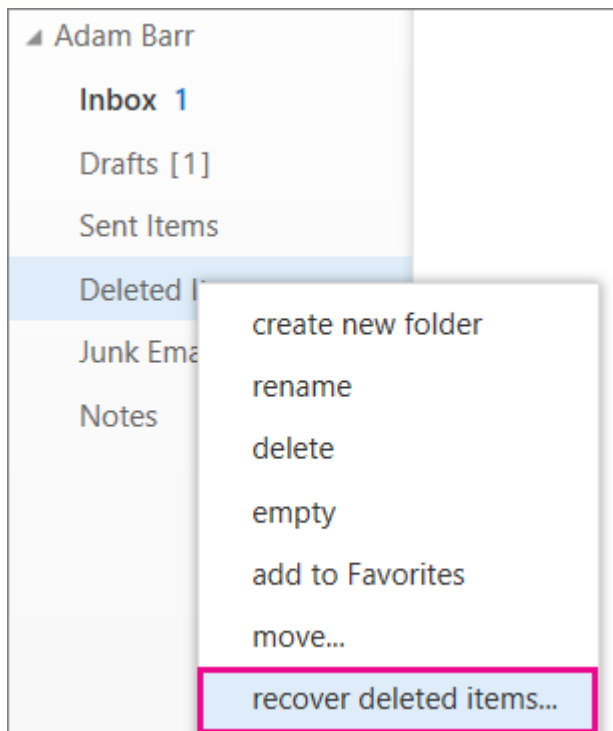 Adam Barr
Inbox 1
Drafts [1]
Sent Items
Deleted
Junk
Notes
create new folder
rename
delete
empty
add to Favorites
move...
recover deleted items...